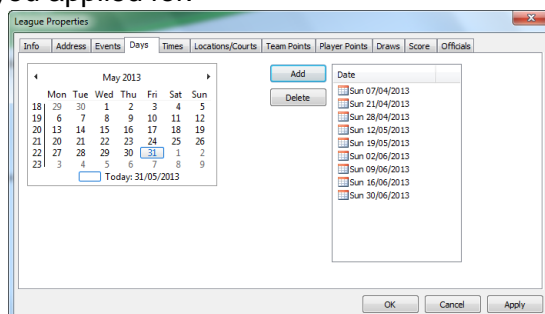 League Properties
Info Address Events Days Times Locations/Courts Team Points Player Points Draws Score Officials
May 2013
Mon Tue Wed Thu Fri Sat Sun
18 29 30 1 2 3 4 5
19 6 7 8 9 10 11 12
20 13 14 15 16 17 18 19
21 20 21 22 23 24 25 26
22 27 28 29 30 31 1 2
23 3 4 5 6 7 8 9
Today: 31/05/2013
Add
Delete
Date
Sun 07/04/2013
Sun 21/04/2013
Sun 28/04/2013
Sun 12/05/2013
Sun 19/05/2013
Sun 02/06/2013
Sun 09/06/2013
Sun 16/06/2013
Sun 30/06/2013
OK Cancel Apply